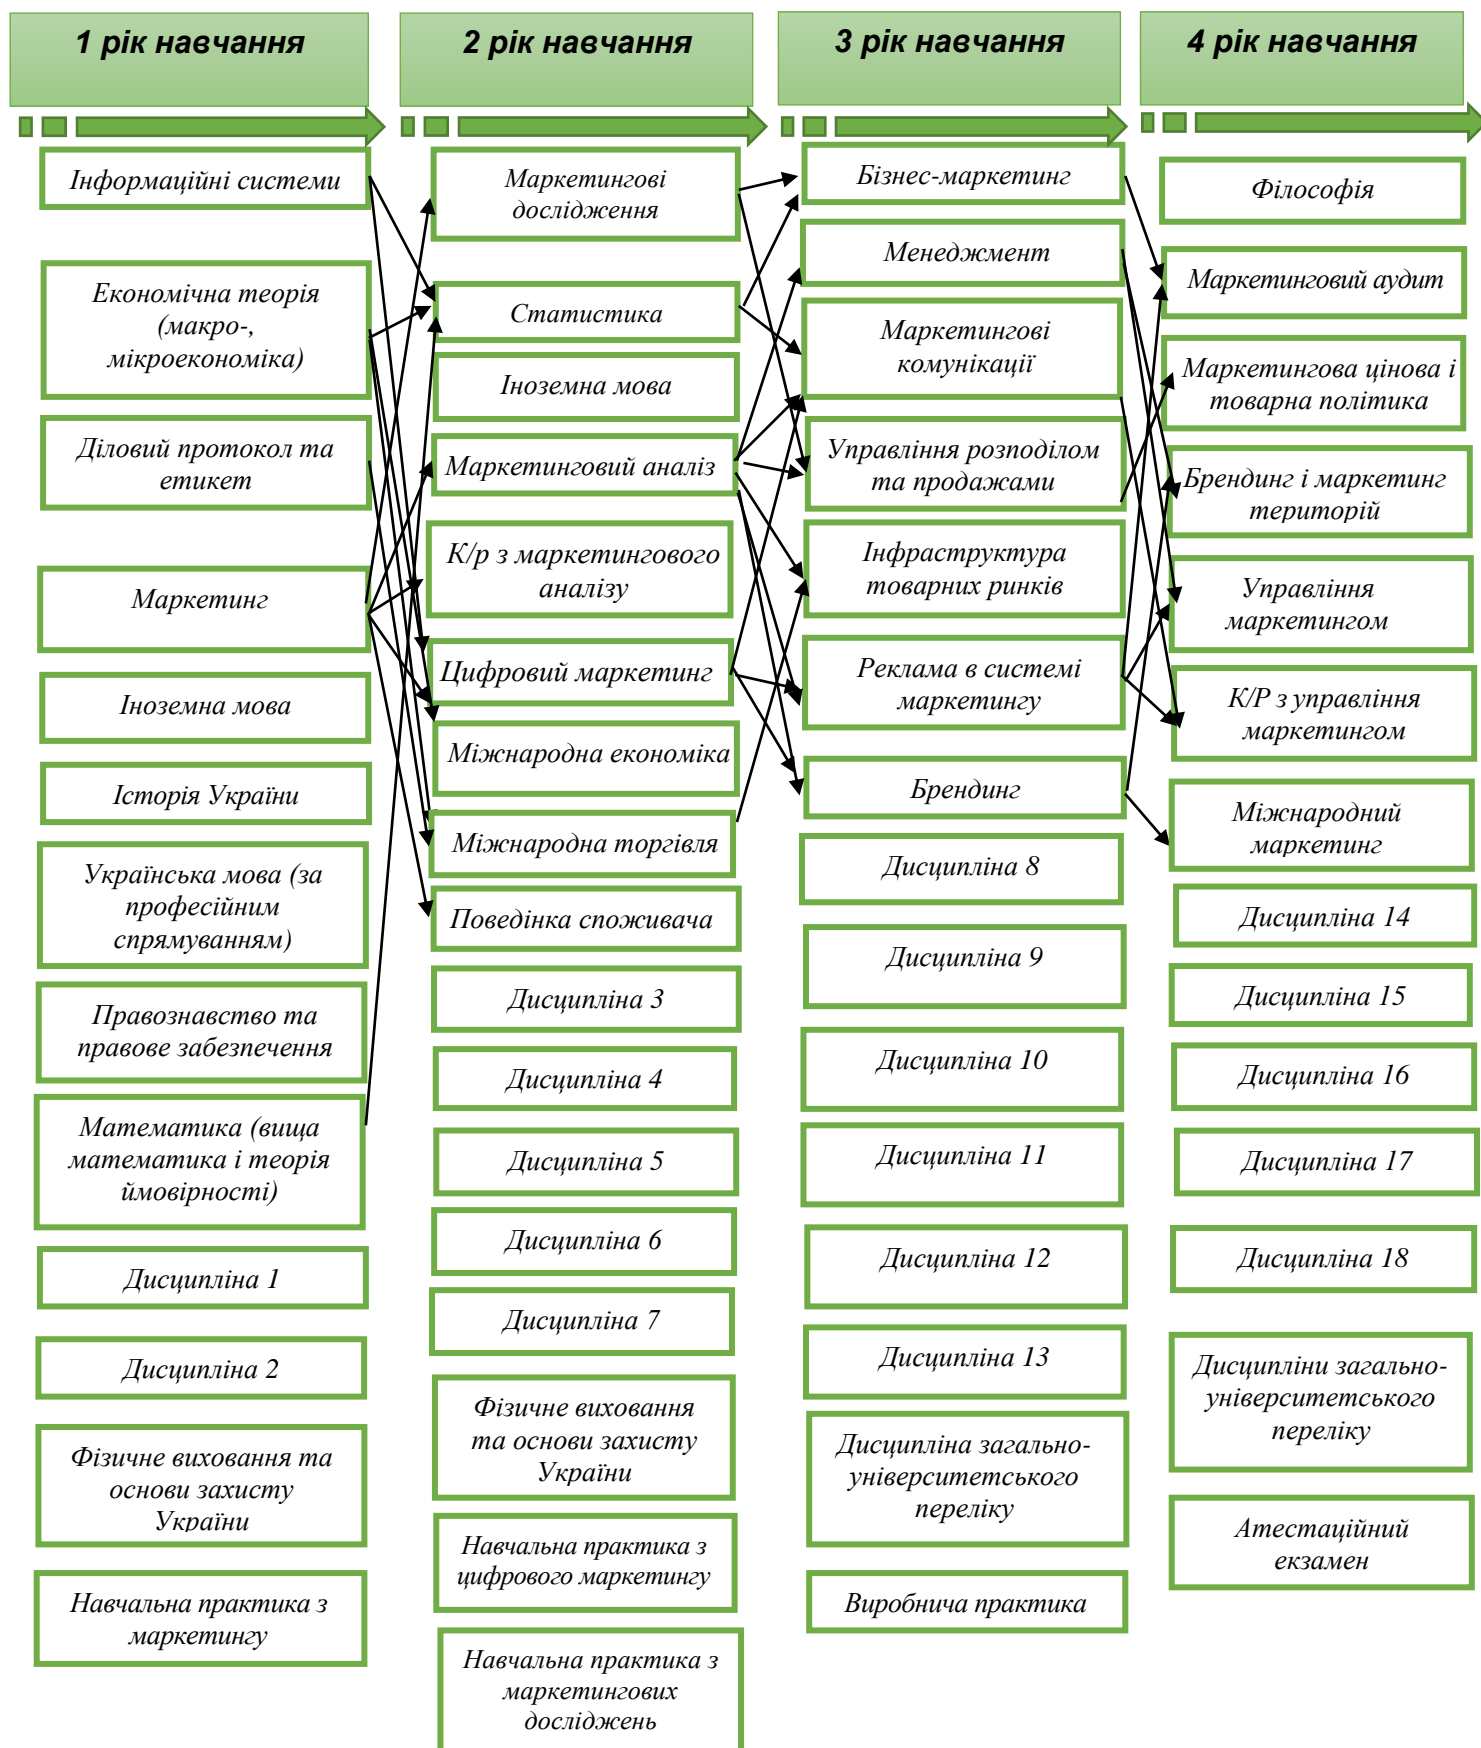 1 рік навчання
2 рік навчання
3 рік навчання
4 рік навчання
Інформаційні системи
Економічна теорія
(макро-,
мікроекономіка)
Діловий протокол та
етикет
Маркетинг
Іноземна мова
Історія України
Українська мова (за
професійним
спрямуванням)
Правознавство та
правове забезпечення
Математика (вища
математика і теорія
ймовірності)
Дисципліна 1
Дисципліна 2
Фізичне виховання та
основи захисту
України
Навчальна практика з
маркетингу
Маркетингові
дослідження
Статистика
Іноземна мова
Маркетинговий аналіз
К/р з маркетингового
аналізу
Цифровий маркетинг
Міжнародна економіка
Міжнародна торгівля
Поведінка споживача
Дисципліна 3
Дисципліна 4
Дисципліна 5
Дисципліна 6
Дисципліна 7
Фізичне виховання
та основи захисту
України
Навчальна практика з
цифрового маркетингу
Навчальна практика з
маркетингових
досліджень
Бізнес-маркетинг
Менеджмент
Маркетингові
комунікації
Управління розподілом
та продажами
Інфраструктура
товарних ринків
Реклама в системі
маркетингу
Брендинг
Дисципліна 8
Дисципліна 9
Дисципліна 10
Дисципліна 11
Дисципліна 12
Дисципліна 13
Дисципліна загально-
університетського
переліку
Виробнича практика
Філософія
Маркетинговий аудит
Маркетингова цінова і
товарна політика
Брендинг і маркетинг
територій
Управління
маркетингом
К/Р з управління
маркетингом
Міжнародний
маркетинг
Дисципліна 14
Дисципліна 15
Дисципліна 16
Дисципліна 17
Дисципліна 18
Дисципліни загально-
університетського
переліку
Атестаційний
екзамен